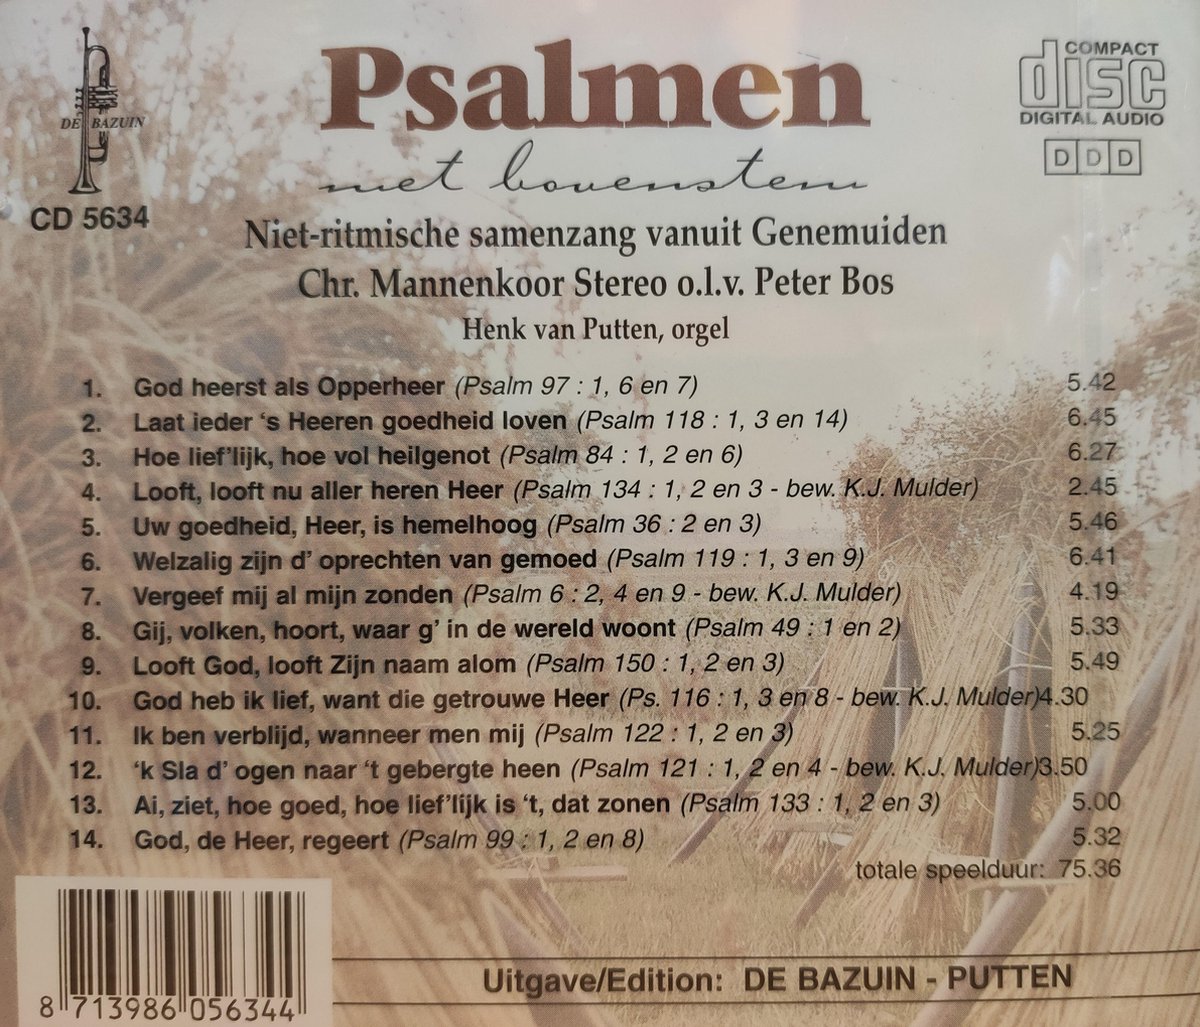 DE BAZUIN
CD 5634
Psalmen
met bovenstem
COMPACT
disc
DIGITAL AUDIO
D D D
Niet-ritmische samenzang vanuit Genemuiden
Chr. Mannenkoor Stereo o.l.v. Peter Bos
Henk van Putten, orgel
1. God heerst als Opperheer (Psalm 97 : 1, 6 en 7) 5.42
2. Laat ieder ‘s Heeren goedheid loven (Psalm 118 : 1, 3 en 14) 6.45
3. Hoe lief’lijk, hoe vol heilgenot (Psalm 84 : 1, 2 en 6) 6.27
4. Looft, looft nu aller heren Heer (Psalm 134 : 1, 2 en 3 - bew. K.J. Mulder) 2.45
5. Uw goedheid, Heer, is hemelhoog (Psalm 36 : 2 en 3) 5.46
6. Welzalig zijn d’ oprechten van gemoed (Psalm 119 : 1, 3 en 9) 6.41
7. Vergeef mij al mijn zonden (Psalm 6 : 2, 4 en 9 - bew. K.J. Mulder) 4.19
8. Gij, volken, hoort, waar g’ in de wereld woont (Psalm 49 : 1 en 2) 5.33
9. Looft God, looft Zijn naam alom (Psalm 150 : 1, 2 en 3) 5.49
10. God heb ik lief, want die getrouwe Heer (Ps. 116 : 1, 3 en 8 - bew. K.J. Mulder)4.30
11. Ik ben verblijd, wanneer men mij (Psalm 122 : 1, 2 en 3) 5.25
12. ‘k Sla d’ ogen naar ‘t gebergte heen (Psalm 121 : 1, 2 en 4 - bew. K.J. Mulder)3.50
13. Ai, ziet, hoe goed, hoe lief’lijk is ‘t, dat zonen (Psalm 133 : 1, 2 en 3) 5.00
14. God, de Heer, regeert (Psalm 99 : 1, 2 en 8) 5.32
totale speelduur: 75.36
Uitgave/Edition: DE BAZUIN - PUTTEN
8 713986 056344